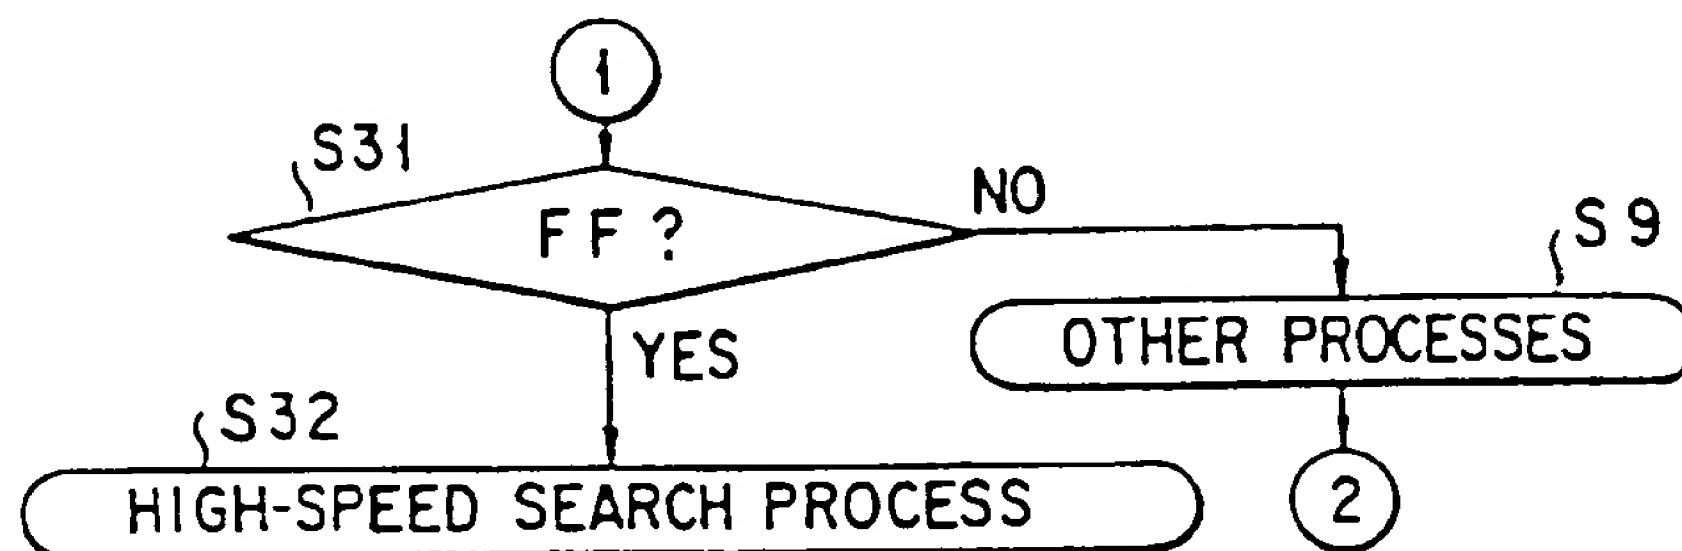 1
S31
FF?
NO
S9
OTHER PROCESSES
YES
S32
HIGH-SPEED SEARCH PROCESS
2